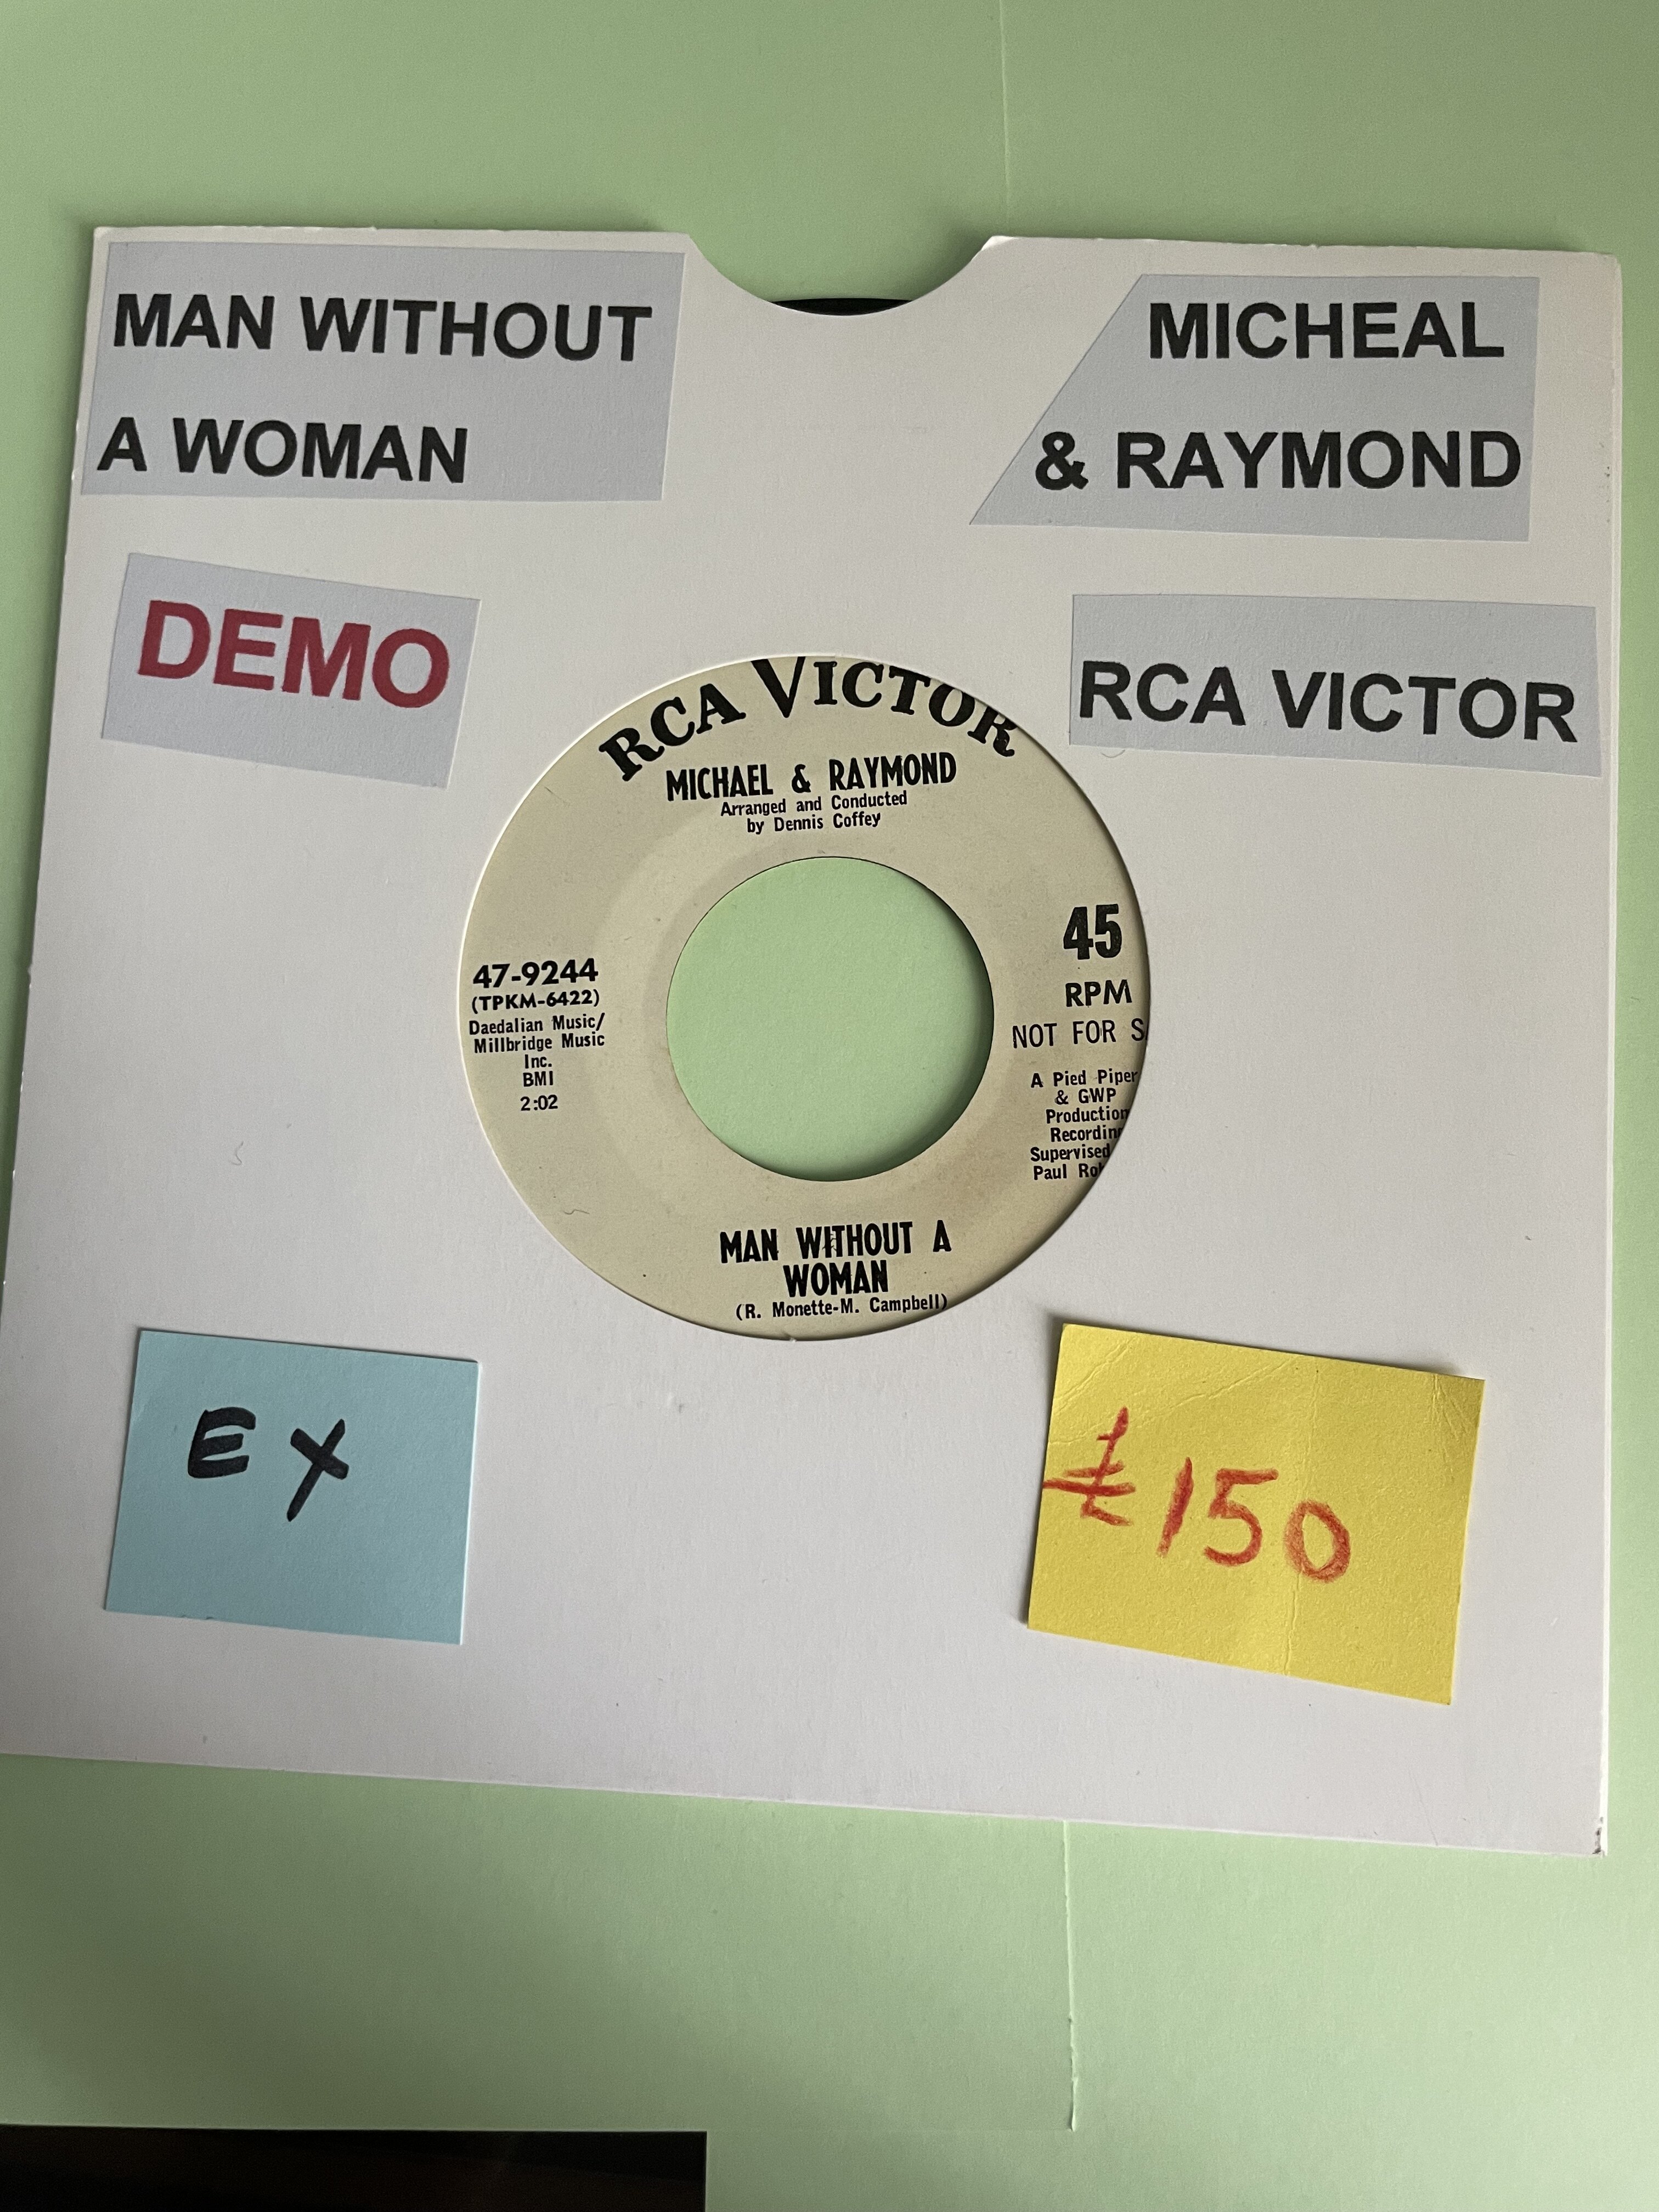 MAN WITHOUT
A WOMAN
MICHEAL
& RAYMOND
DEMO
RCA VICTOR
RCA VICTOR
MICHAEL & RAYMOND
Arranged and Conducted
by Dennis Coffey
47-9244
(TPKM-6422)
Daedalian Music/
Millbridge Music
Inc.
BMI
2:02
45
RPM
NOT FOR S
A Pied Piper
& GWP
Production
Recording
Supervised
Paul Ro
MAN WITHOUT A
WOMAN
(R. Monette-M. Campbell)
EX
£150